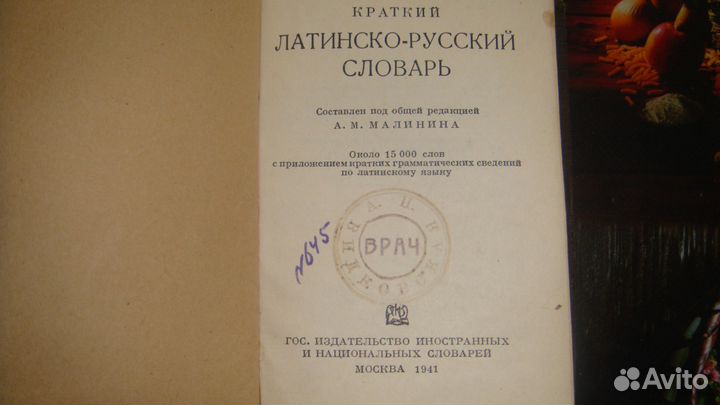 КРАТКИЙ
ЛАТИНСКО-РУССКИЙ
СЛОВАРЬ
Составлен под общей редакцией
А. М. МАЛИНИНА
Около 15 000 слов
с приложением кратких грамматических сведений
по латинскому языку
ВРАЧ
№645
ГОС. ИЗДАТЕЛЬСТВО ИНОСТРАННЫХ
И НАЦИОНАЛЬНЫХ СЛОВАРЕЙ
МОСКВА 1941
Avito